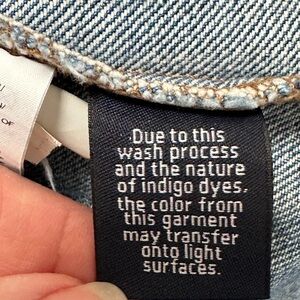 Due to this
wash process
and the nature
of indigo dyes,
the color from
this garment
may transfer
onto light
surfaces.
OF